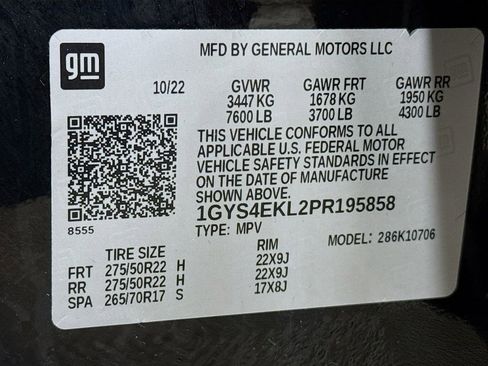 gm
MFD BY GENERAL MOTORS LLC
10/22 GVWR GAWR FRT GAWR RR
3447 KG 1678 KG 1950 KG
7600 LB 3700 LB 4300 LB
THIS VEHICLE CONFORMS TO ALL
APPLICABLE U.S. FEDERAL MOTOR
VEHICLE SAFETY STANDARDS IN EFFECT
ON THE DATE OF MANUFACTURE
SHOWN ABOVE.
1GYS4EKL2PR195858
8555
TYPE: MPV MODEL: 286K10706
TIRE SIZE RIM
FRT 275/50R22 H 22X9J
RR 275/50R22 H 22X9J
SPA 265/70R17 S 17X8J